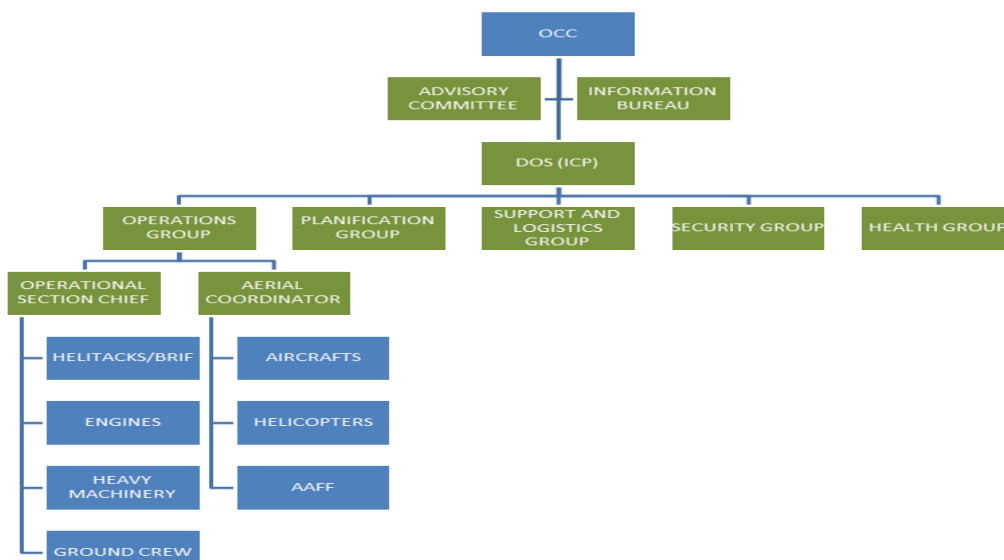 OCC
ADVISORY
COMMITTEE
INFORMATION
BUREAU
DOS (ICP)
OPERATIONS
GROUP
PLANIFICATION
GROUP
SUPPORT AND
LOGISTICS
GROUP
SECURITY GROUP
HEALTH GROUP
OPERATIONAL
SECTION CHIEF
AERIAL
COORDINATOR
HELITACKS/BRIF
AIRCRAFTS
ENGINES
HELICOPTERS
HEAVY
MACHINERY
AAFF
GROUND CREW